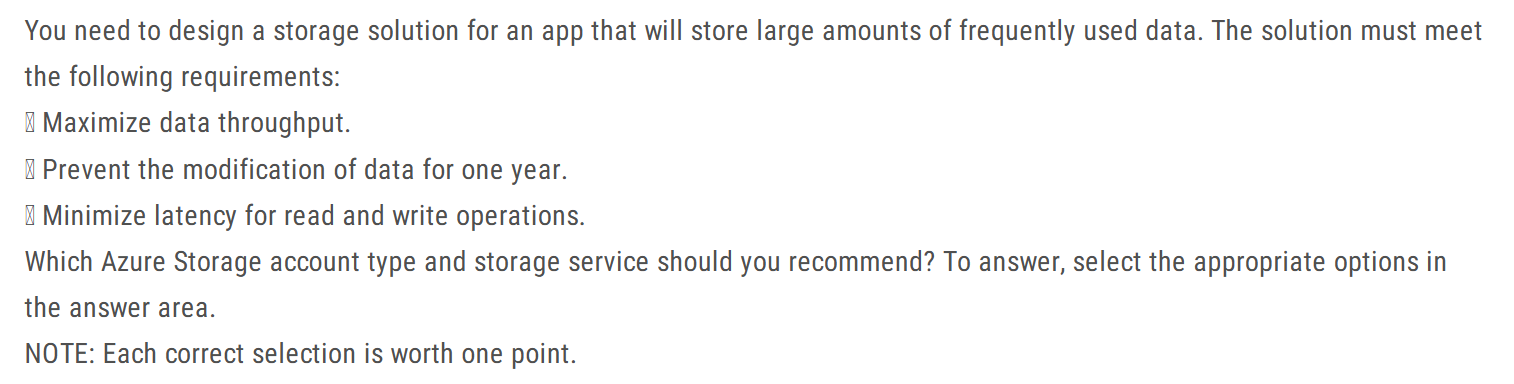 You need to design a storage solution for an app that will store large amounts of frequently used data. The solution must meet
the following requirements:
Maximize data throughput.
Prevent the modification of data for one year.
Minimize latency for read and write operations.
Which Azure Storage account type and storage service should you recommend? To answer, select the appropriate options in
the answer area.
NOTE: Each correct selection is worth one point.